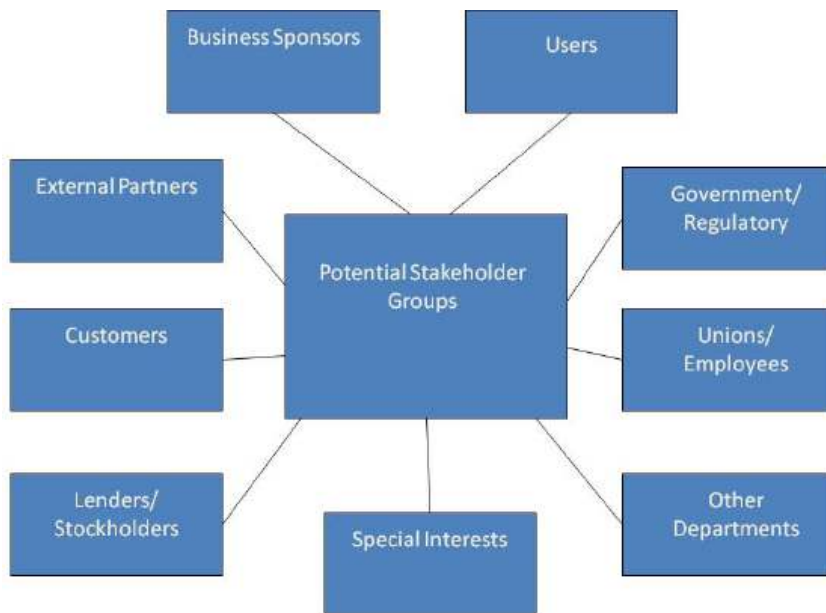 Business Sponsors
Users
External Partners
Government/
Regulatory
Potential Stakeholder
Groups
Customers
Unions/
Employees
Lenders/
Stockholders
Special Interests
Other
Departments